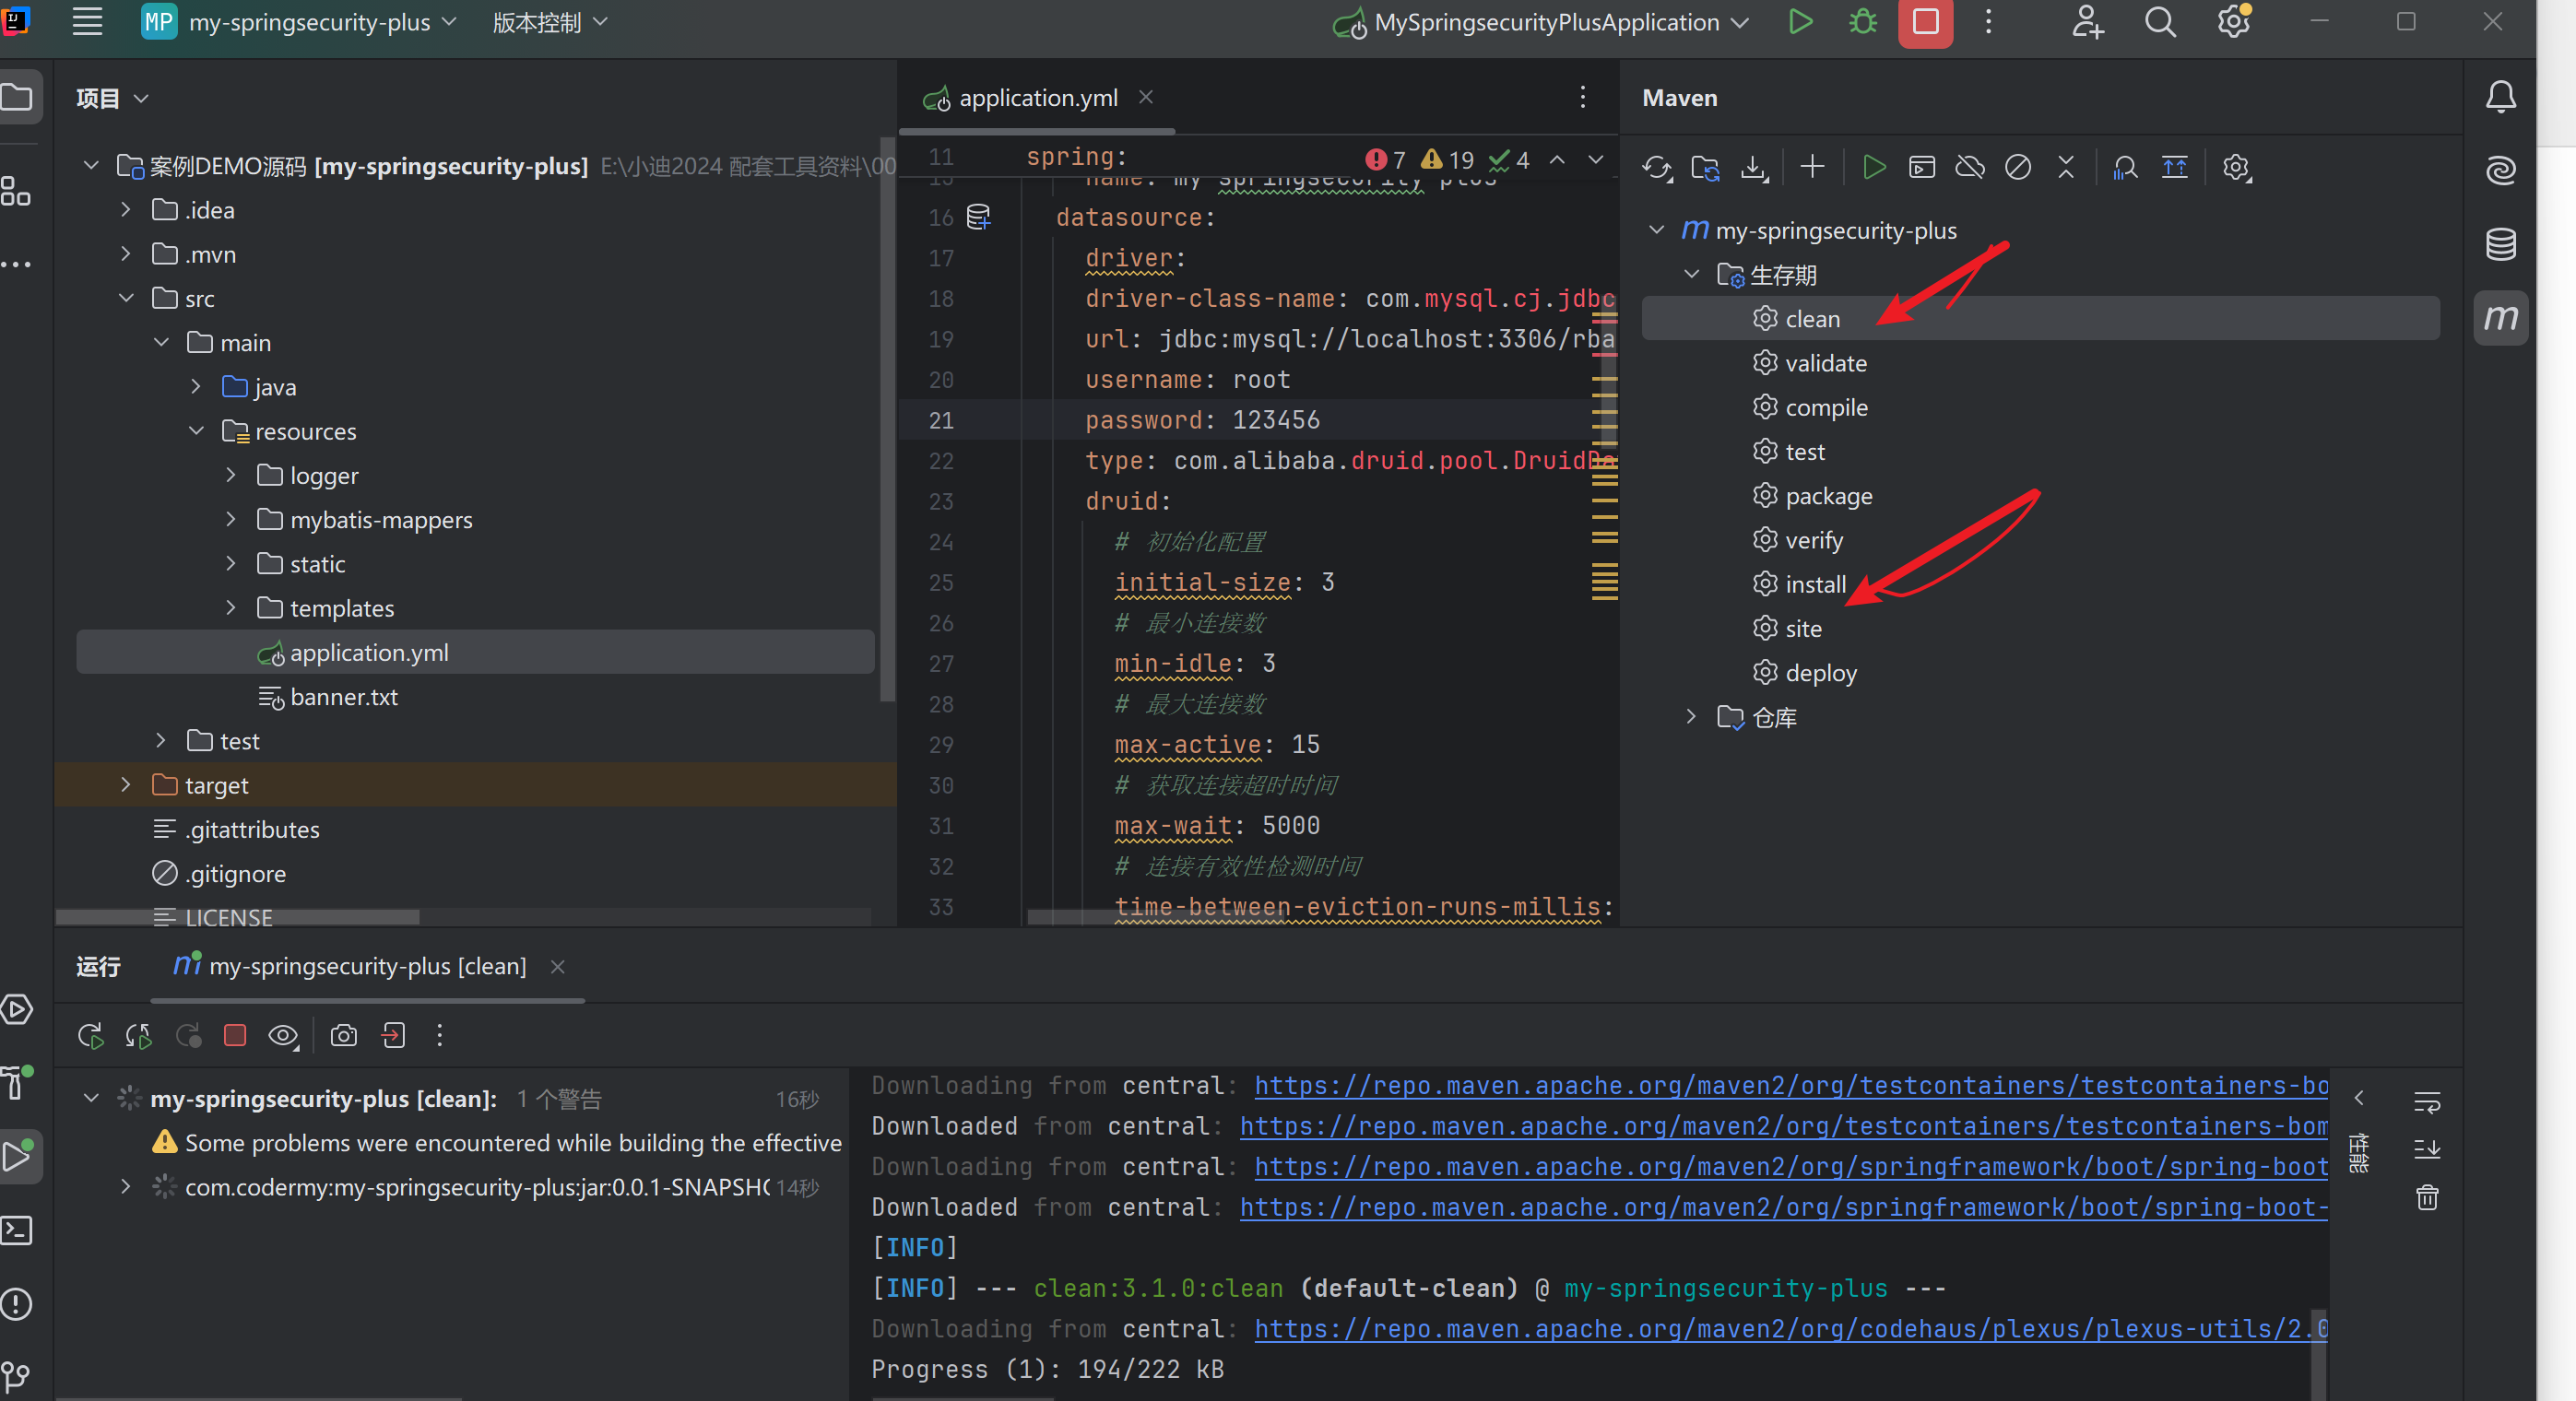 MP my-springsecurity-plus 版本控制 MySpringsecurityPlusApplication
项目
案例DEMO源码 [my-springsecurity-plus] E:\小迪2024 配套工具资料\00
.idea
.mvn
src
main
java
resources
logger
mybatis-mappers
static
templates
application.yml
banner.txt
test
target
.gitattributes
.gitignore
LICENSE
application.yml
7 19 4
11 spring:
name: my springsecurity plus
16 datasource:
17 driver:
18 driver-class-name: com.mysql.cj.jdbc
19 url: jdbc:mysql://localhost:3306/rba
20 username: root
21 password: 123456
22 type: com.alibaba.druid.pool.DruidDa
23 druid:
24 # 初始化配置
25 initial-size: 3
26 # 最小连接数
27 min-idle: 3
28 # 最大连接数
29 max-active: 15
30 # 获取连接超时时间
31 max-wait: 5000
32 # 连接有效性检测时间
33 time-between-eviction-runs-millis:
Maven
m my-springsecurity-plus
生存期
clean
validate
compile
test
package
verify
install
site
deploy
仓库
m
运行 m my-springsecurity-plus [clean]
my-springsecurity-plus [clean]: 1 个警告 16秒
Some problems were encountered while building the effective
com.codermy:my-springsecurity-plus:jar:0.0.1-SNAPSHO 14秒
Downloading from central: https://repo.maven.apache.org/maven2/org/testcontainers/testcontainers-bo
Downloaded from central: https://repo.maven.apache.org/maven2/org/testcontainers/testcontainers-bom
Downloading from central: https://repo.maven.apache.org/maven2/org/springframework/boot/spring-boot
Downloaded from central: https://repo.maven.apache.org/maven2/org/springframework/boot/spring-boot-
[INFO]
[INFO] --- clean:3.1.0:clean (default-clean) @ my-springsecurity-plus ---
Downloading from central: https://repo.maven.apache.org/maven2/org/codehaus/plexus/plexus-utils/2.0
Progress (1): 194/222 kB
性能